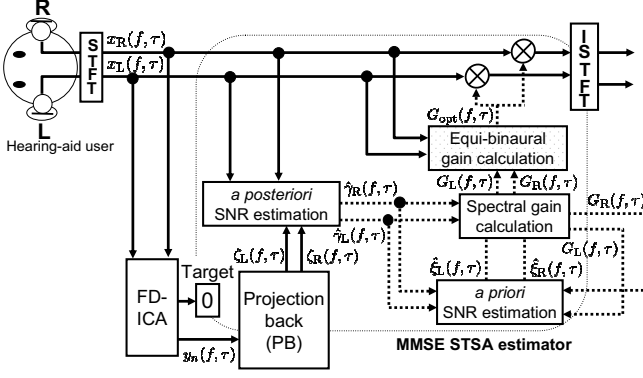 R
L
Hearing-aid user
STFT
x_R(f,τ)
x_L(f,τ)
ISTFT
G_opt(f,τ)
Equi-binaural
gain calculation
G_L(f,τ)
G_R(f,τ)
a posteriori
SNR estimation
γ̂_R(f,τ)
γ̂_L(f,τ)
Spectral gain
calculation
G_R(f,τ)
G_L(f,τ)
ζ_L(f,τ)
ζ_R(f,τ)
ξ̂_L(f,τ)
ξ̂_R(f,τ)
FD-
ICA
Target
0
Projection
back
(PB)
y_n(f,τ)
a priori
SNR estimation
MMSE STSA estimator